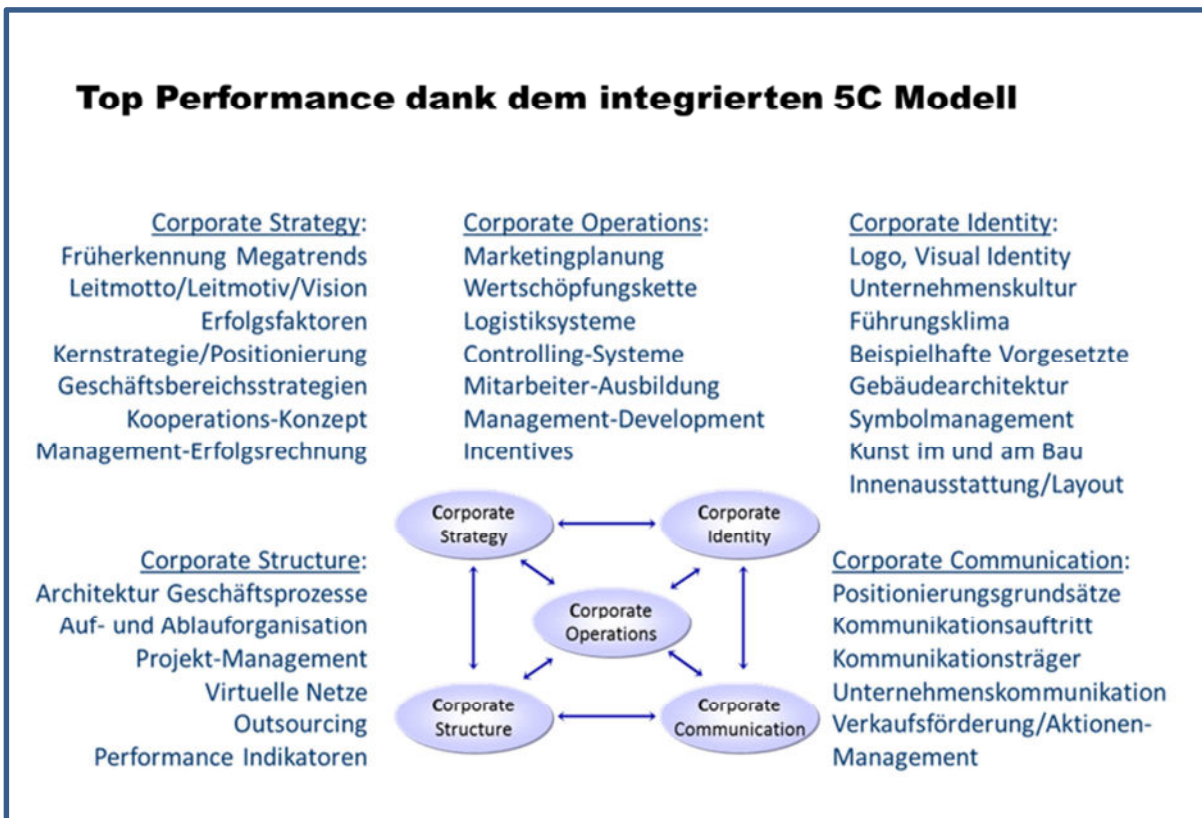 Top Performance dank dem integrierten 5C Modell
Corporate Strategy:
Früherkennung Megatrends
Leitmotto/Leitmotiv/Vision
Erfolgsfaktoren
Kernstrategie/Positionierung
Geschäftsbereichsstrategien
Kooperations-Konzept
Management-Erfolgsrechnung
Corporate Operations:
Marketingplanung
Wertschöpfungskette
Logistiksysteme
Controlling-Systeme
Mitarbeiter-Ausbildung
Management-Development
Incentives
Corporate Identity:
Logo, Visual Identity
Unternehmenskultur
Führungsklima
Beispielhafte Vorgesetzte
Gebäudearchitektur
Symbolmanagement
Kunst im und am Bau
Innenausstattung/Layout
Corporate Structure:
Architektur Geschäftsprozesse
Auf- und Ablauforganisation
Projekt-Management
Virtuelle Netze
Outsourcing
Performance Indikatoren
Corporate
Strategy
Corporate
Identity
Corporate
Operations
Corporate
Structure
Corporate
Communication
Corporate Communication:
Positionierungsgrundsätze
Kommunikationsauftritt
Kommunikationsträger
Unternehmenskommunikation
Verkaufsförderung/Aktionen-
Management